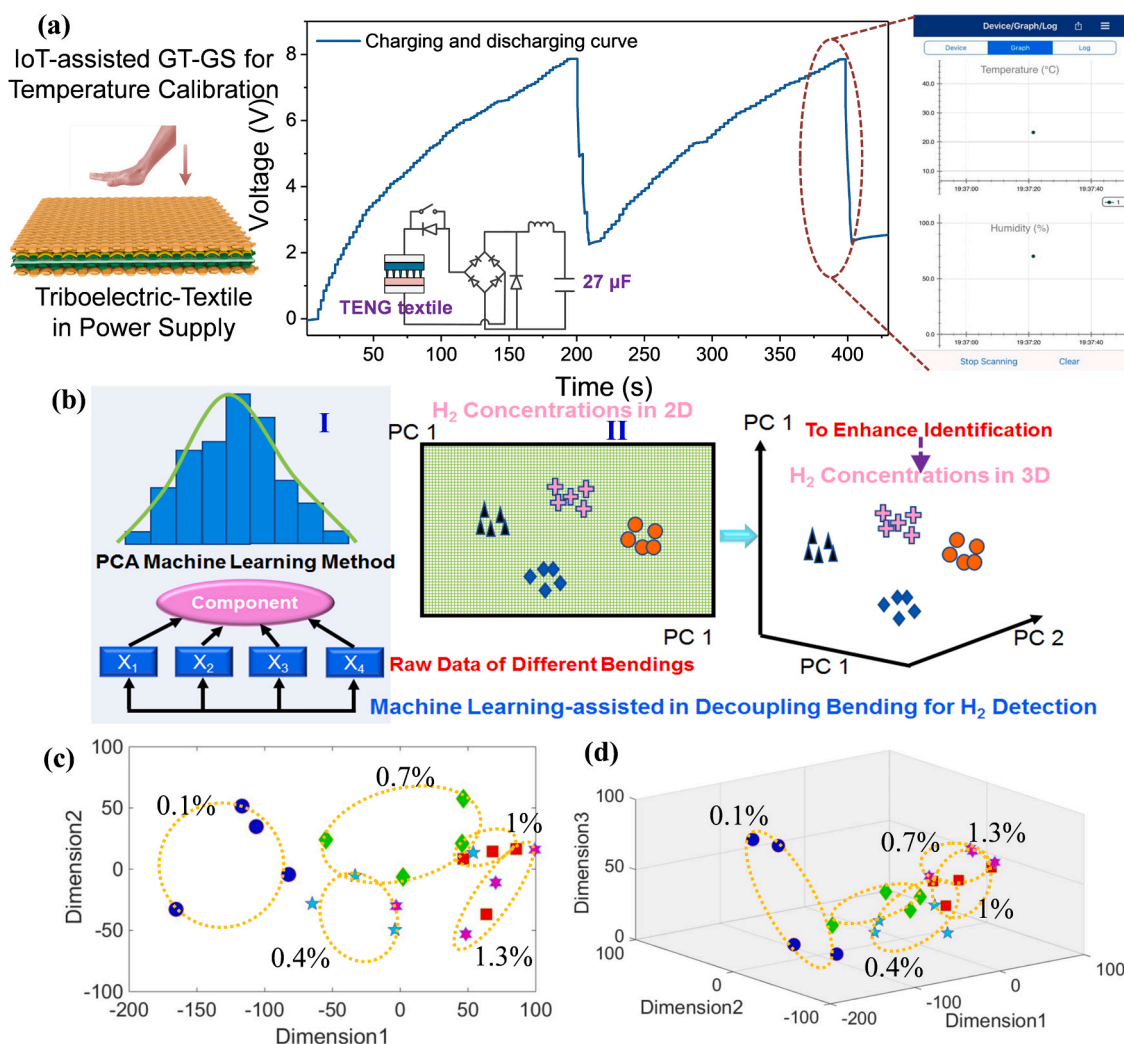 (a)
IoT-assisted GT-GS for
Temperature Calibration
Triboelectric-Textile
in Power Supply
Voltage (V)
8
6
4
2
0
Charging and discharging curve
TENG textile
27 μF
50 100 150 200 250 300 350 400
Time (s)
Device/Graph/Log
Device Graph Log
Temperature (°C)
40.0
30.0
20.0
10.0
19:37:00 19:37:20 19:37:40
1
100.0
Humidity (%)
50.0
0.0
19:37:00 19:37:20 19:37:40
Stop Scanning Clear
(b)
I
PCA Machine Learning Method
Component
X1 X2 X3 X4
Raw Data of Different Bendings
H2 Concentrations in 2D
PC 1
II
PC 1
PC 1
To Enhance Identification
H2 Concentrations in 3D
PC 1
PC 2
Machine Learning-assisted in Decoupling Bending for H2 Detection
(c)
Dimension2
100
50
0
-50
-100
0.1%
0.7%
1%
0.4%
1.3%
-200 -150 -100 -50 0 50 100
Dimension1
(d)
Dimension3
100
50
0
0.1%
0.7%
1.3%
1%
0.4%
100
0
-100
Dimension2
-200
-100
0
100
Dimension1